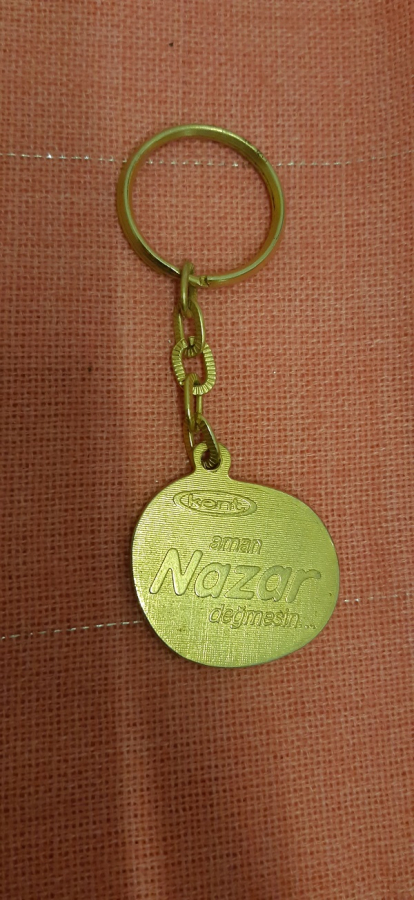 kent
aman
Nazar
değmesin...